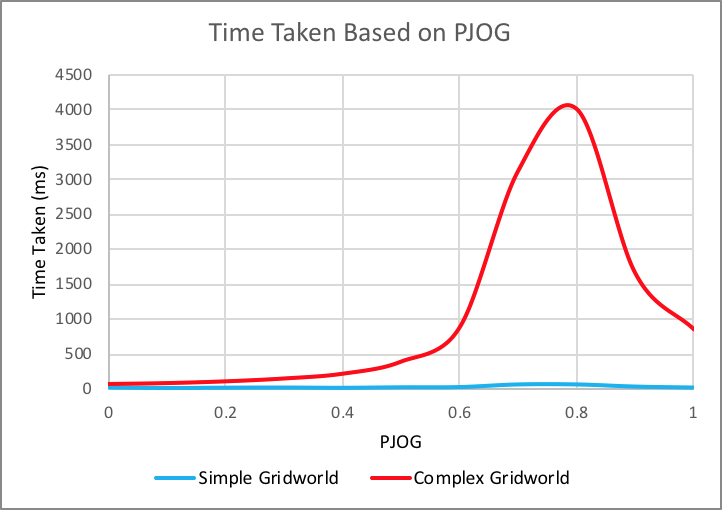 Time Taken Based on PJOG
4500
4000
3500
3000
2500
2000
1500
1000
500
0
Time Taken (ms)
0 0.2 0.4 0.6 0.8 1
PJOG
Simple Gridworld Complex Gridworld